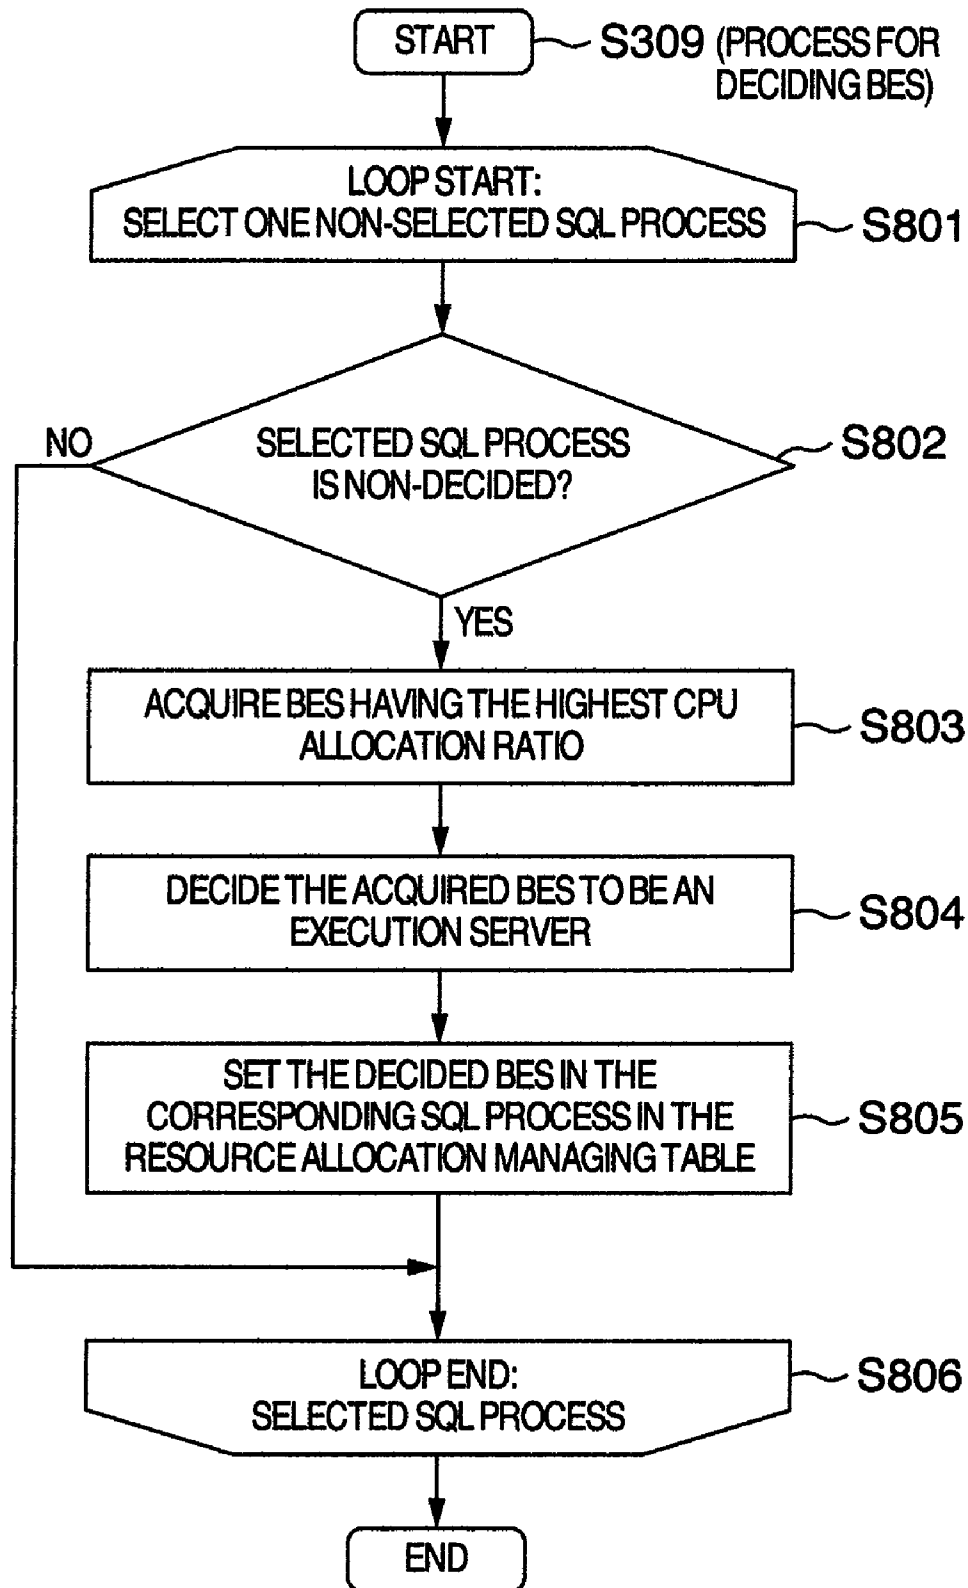 START
S309 (PROCESS FOR
DECIDING BES)
LOOP START:
SELECT ONE NON-SELECTED SQL PROCESS
S801
NO
SELECTED SQL PROCESS
IS NON-DECIDED?
S802
YES
ACQUIRE BES HAVING THE HIGHEST CPU
ALLOCATION RATIO
S803
DECIDE THE ACQUIRED BES TO BE AN
EXECUTION SERVER
S804
SET THE DECIDED BES IN THE
CORRESPONDING SQL PROCESS IN THE
RESOURCE ALLOCATION MANAGING TABLE
S805
LOOP END:
SELECTED SQL PROCESS
S806
END